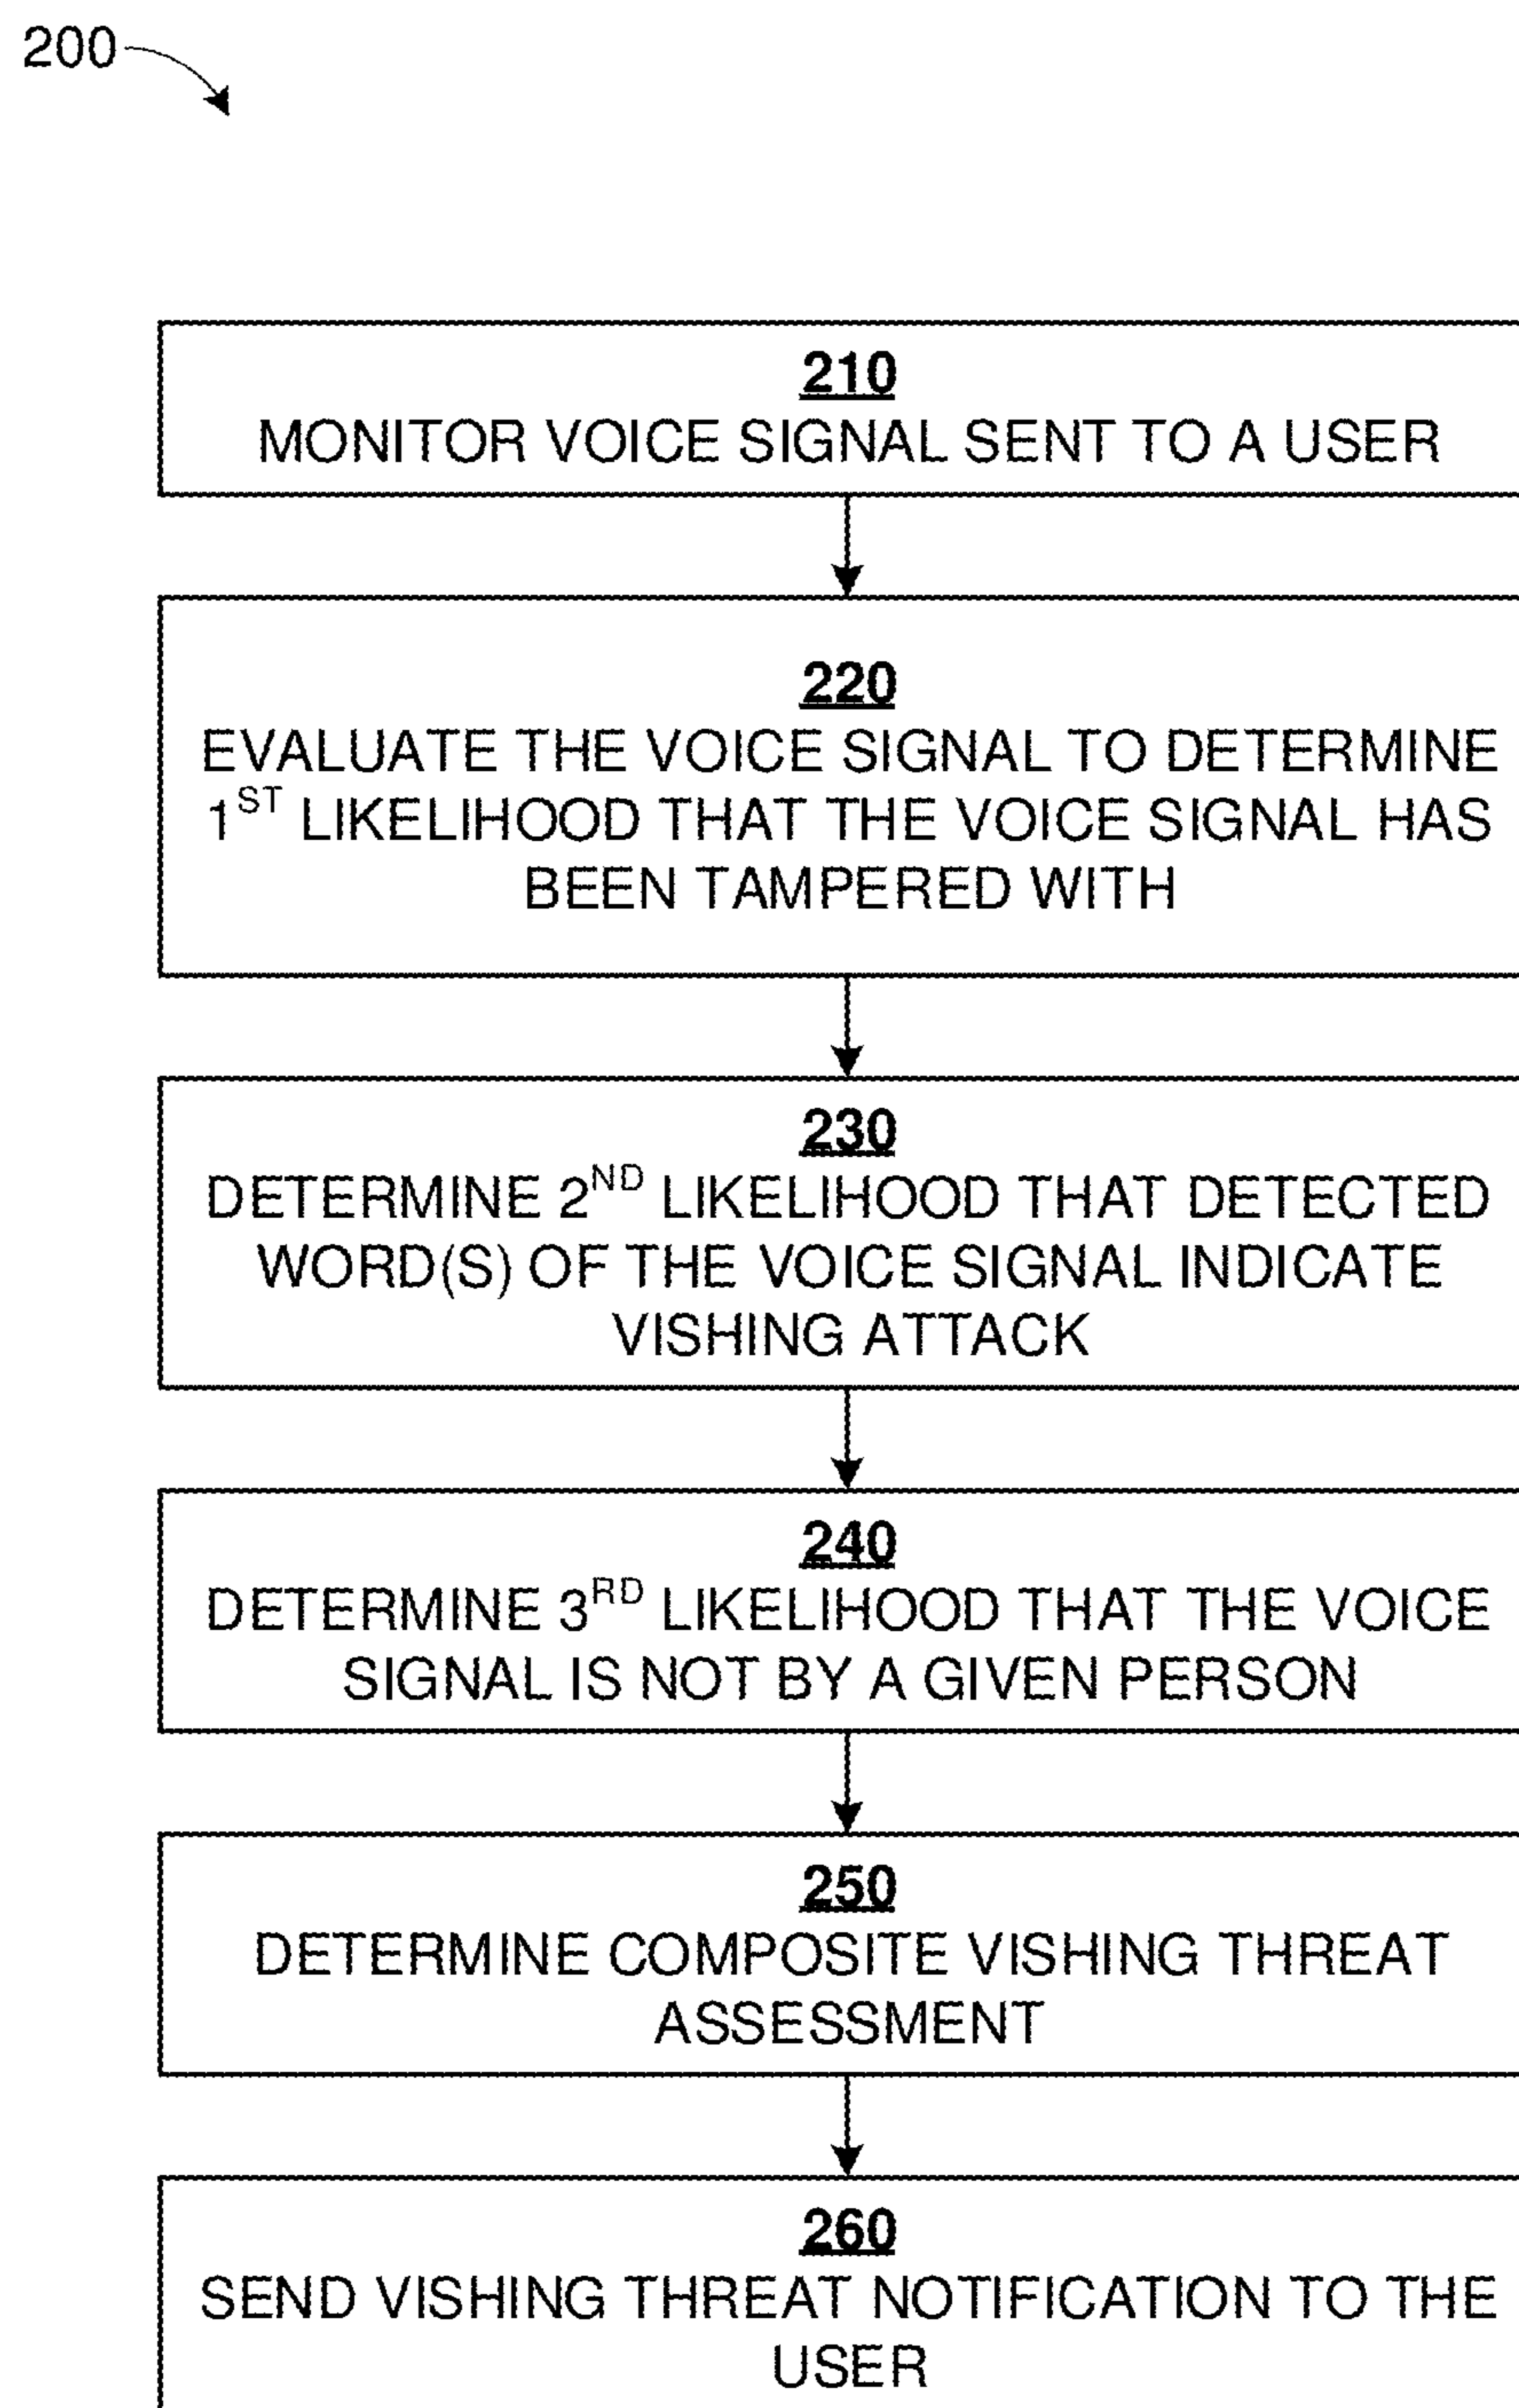 200
210
MONITOR VOICE SIGNAL SENT TO A USER
220
EVALUATE THE VOICE SIGNAL TO DETERMINE
1ST LIKELIHOOD THAT THE VOICE SIGNAL HAS
BEEN TAMPERED WITH
230
DETERMINE 2ND LIKELIHOOD THAT DETECTED
WORD(S) OF THE VOICE SIGNAL INDICATE
VISHING ATTACK
240
DETERMINE 3RD LIKELIHOOD THAT THE VOICE
SIGNAL IS NOT BY A GIVEN PERSON
250
DETERMINE COMPOSITE VISHING THREAT
ASSESSMENT
260
SEND VISHING THREAT NOTIFICATION TO THE
USER